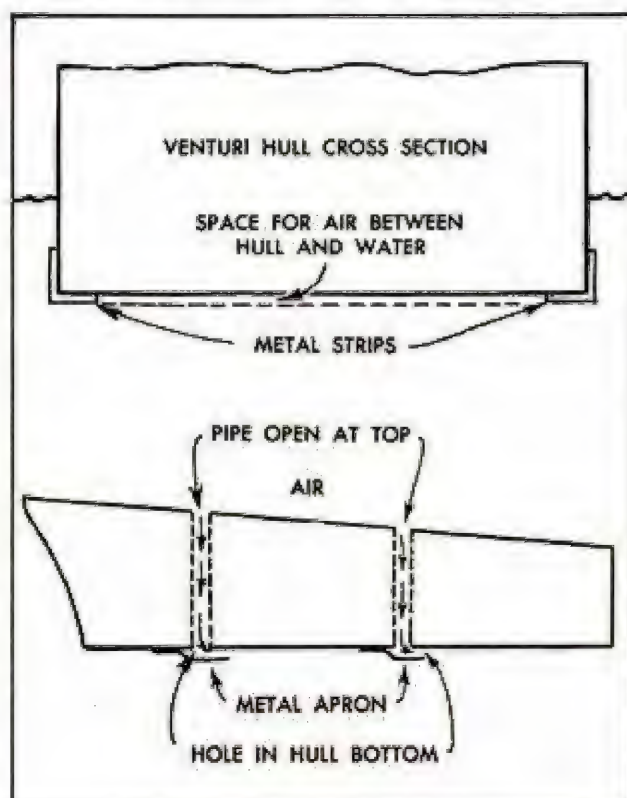 VENTURI HULL CROSS SECTION
SPACE FOR AIR BETWEEN
HULL AND WATER
METAL STRIPS
PIPE OPEN AT TOP
AIR
METAL APRON
HOLE IN HULL BOTTOM